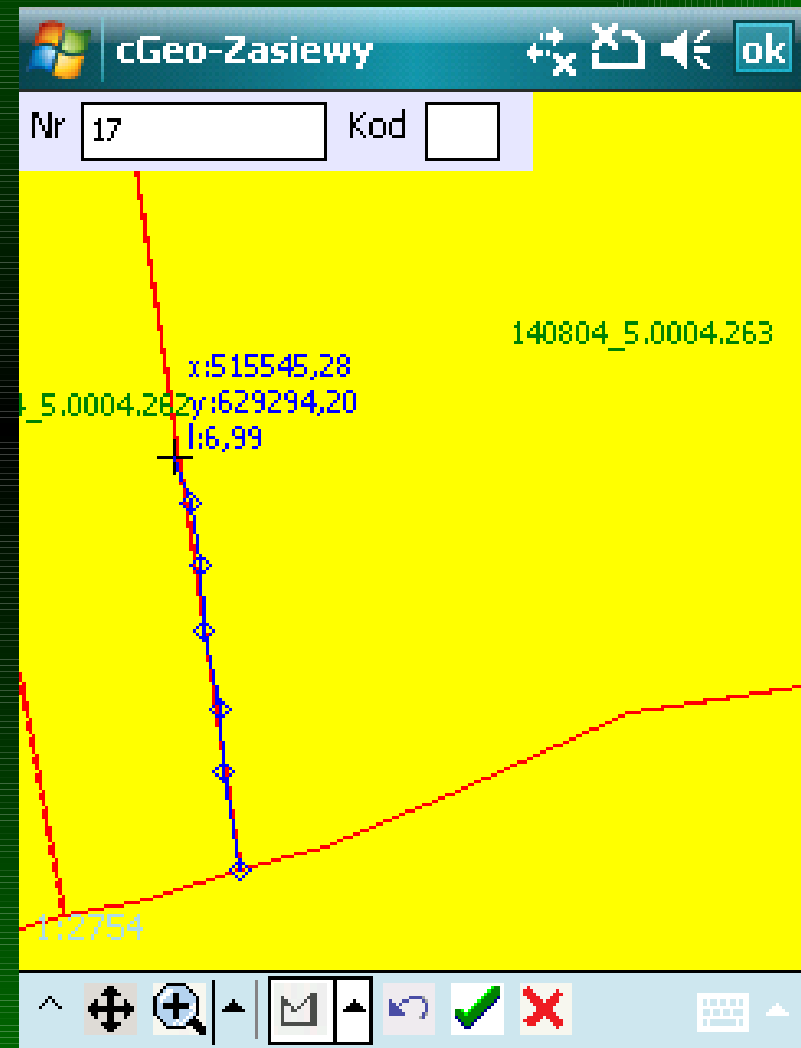 cGeo-Zasiewy ok
Nr 17 Kod
140804_5.0004.263
x:515545,28
_5.0004.262 y:629294,20
l:6,99
1:2754